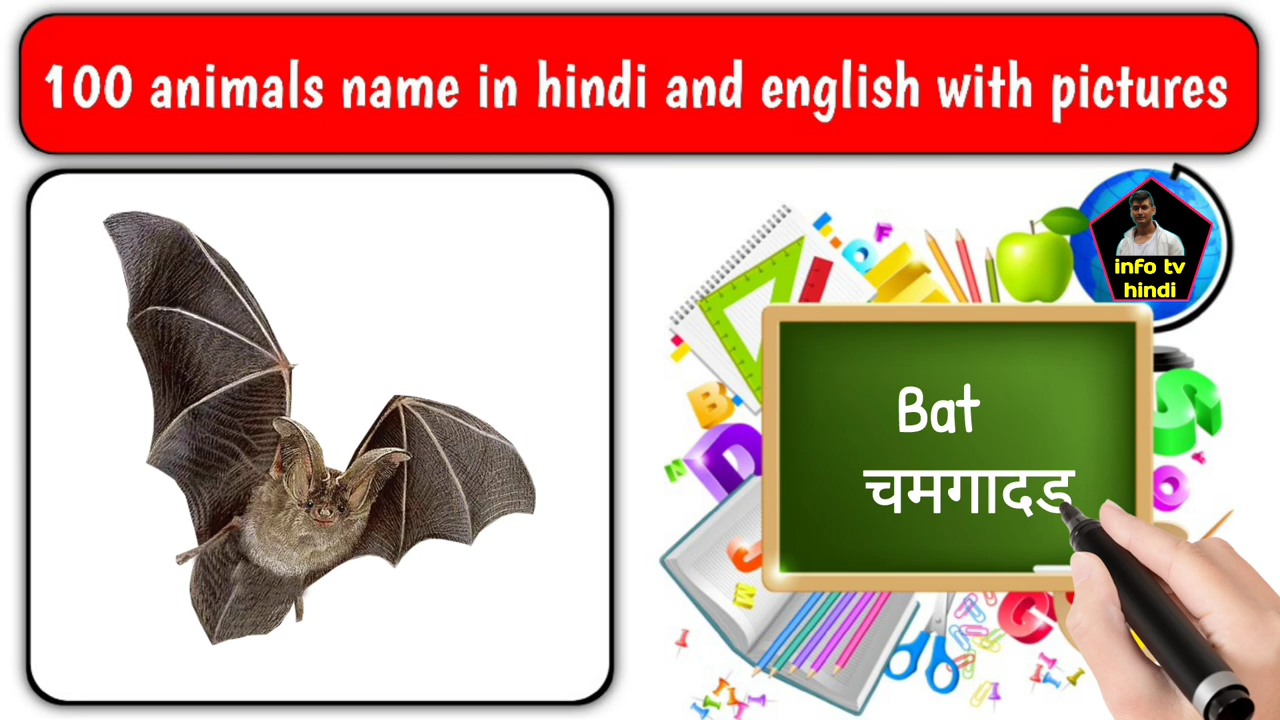 100 animals name in hindi and english with pictures
info tv
hindi
Bat
चमगादड